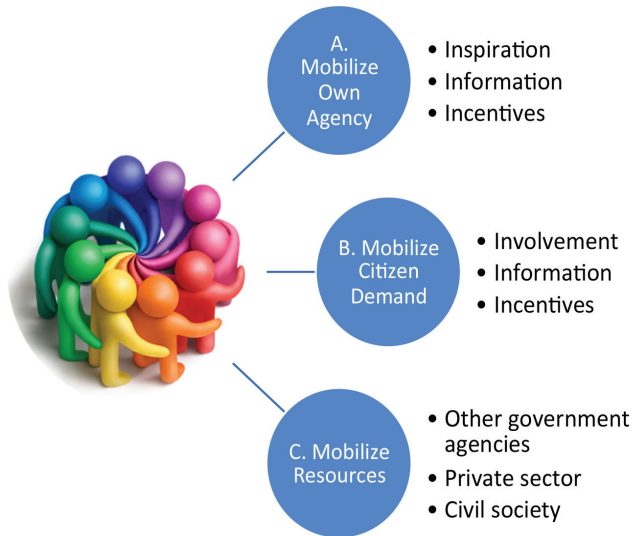 A.
Mobilize
Own
Agency
• Inspiration
• Information
• Incentives
B. Mobilize
Citizen
Demand
• Involvement
• Information
• Incentives
C. Mobilize
Resources
• Other government
agencies
• Private sector
• Civil society